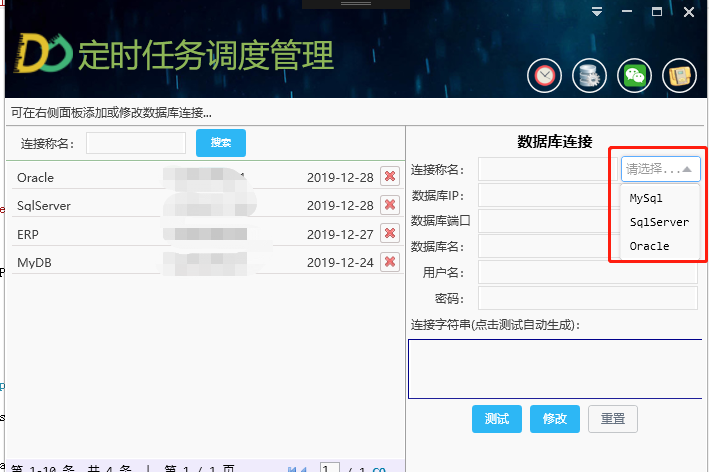 定时任务调度管理
可在右侧面板添加或修改数据库连接...
连接称名: 搜索
Oracle 2019-12-28
SqlServer 2019-12-28
ERP 2019-12-27
MyDB 2019-12-24
第 1-10 条 共 4 条 | 第 1 / 1 页 1 / 1 GO
数据库连接
连接称名: 请选择...
MySql
SqlServer
Oracle
数据库IP:
数据库端口
数据库名:
用户名:
密码:
连接字符串(点击测试自动生成):
测试 修改 重置